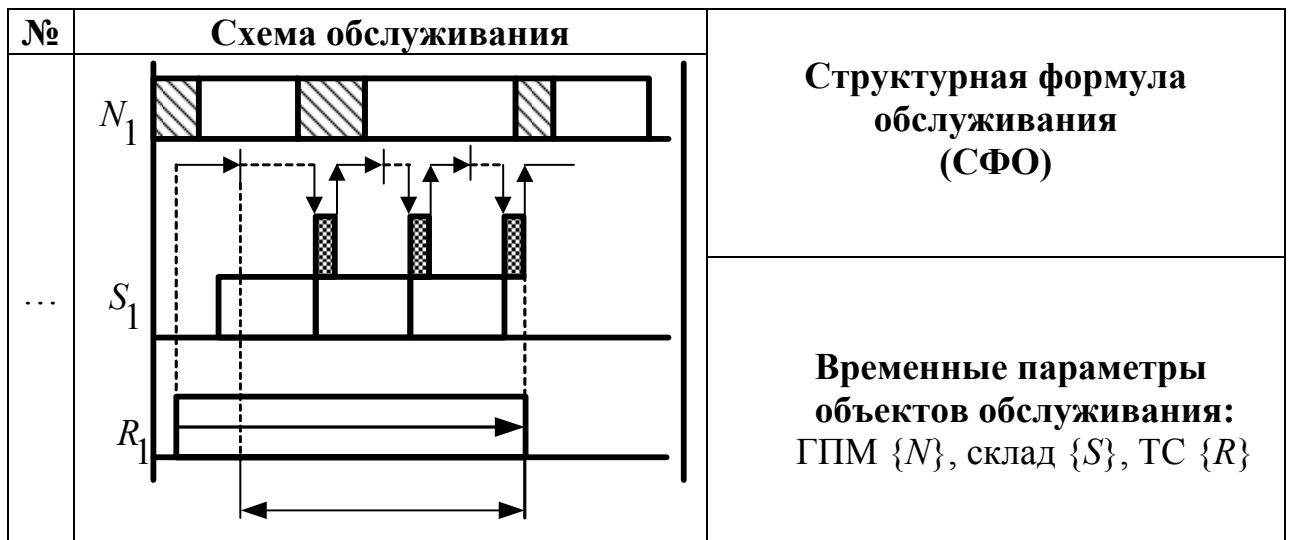 №
Схема обслуживания
Структурная формула
обслуживания
(СФО)
N1
...
S1
R1
Временные параметры
объектов обслуживания:
ГПМ {N}, склад {S}, ТС {R}